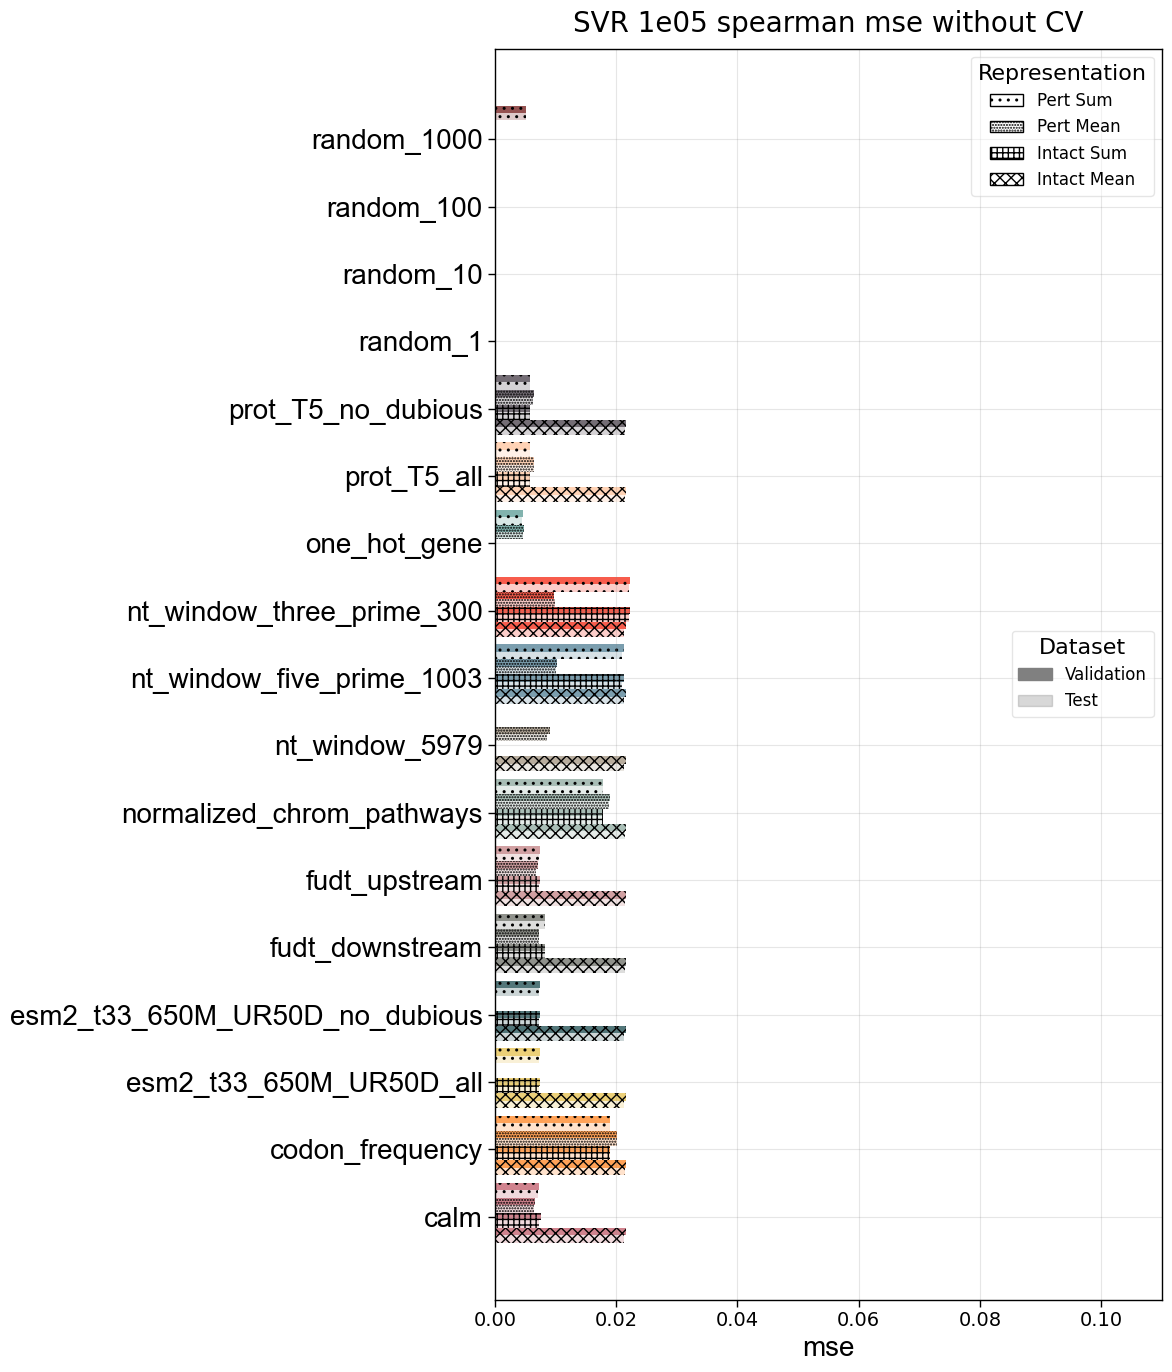 SVR 1e05 spearman mse without CV
Representation
Pert Sum
Pert Mean
Intact Sum
Intact Mean
random_1000
random_100
random_10
random_1
prot_T5_no_dubious
prot_T5_all
one_hot_gene
nt_window_three_prime_300
nt_window_five_prime_1003
nt_window_5979
normalized_chrom_pathways
fudt_upstream
fudt_downstream
esm2_t33_650M_UR50D_no_dubious
esm2_t33_650M_UR50D_all
codon_frequency
calm
Dataset
Validation
Test
0.00 0.02 0.04 0.06 0.08 0.10
mse